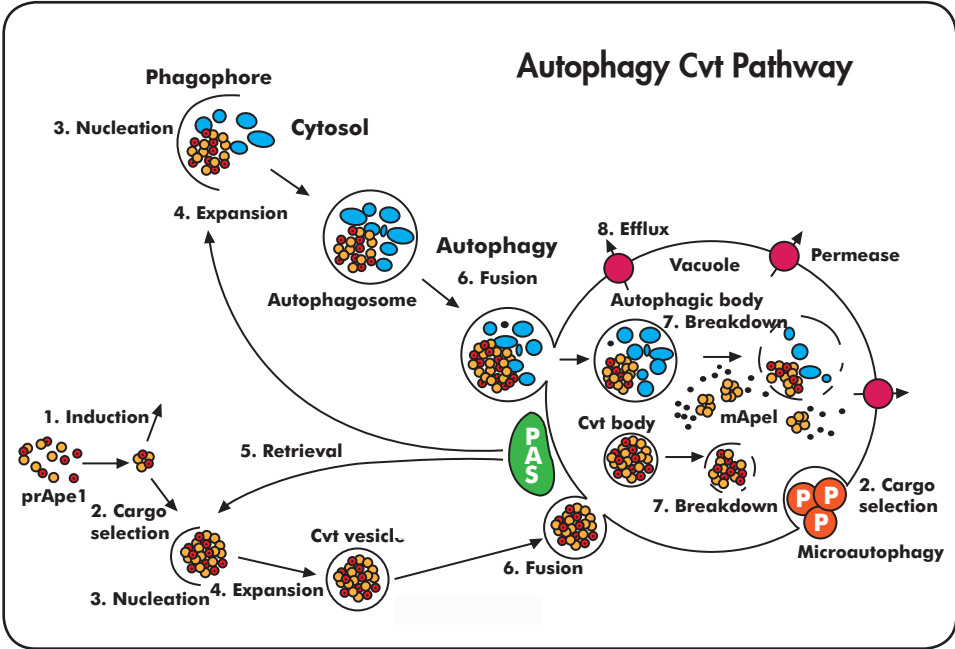 Autophagy Cvt Pathway
Phagophore
3. Nucleation
Cytosol
4. Expansion
Autophagosome
Autophagy
6. Fusion
8. Efflux
Vacuole
Permease
Autophagic body
7. Breakdown
mApel
Cvt body
7. Breakdown
P
A
S
1. Induction
prApe1
5. Retrieval
2. Cargo
selection
3. Nucleation
4. Expansion
Cvt vesicl
6. Fusion
P
P
P
2. Cargo
selection
Microautophagy